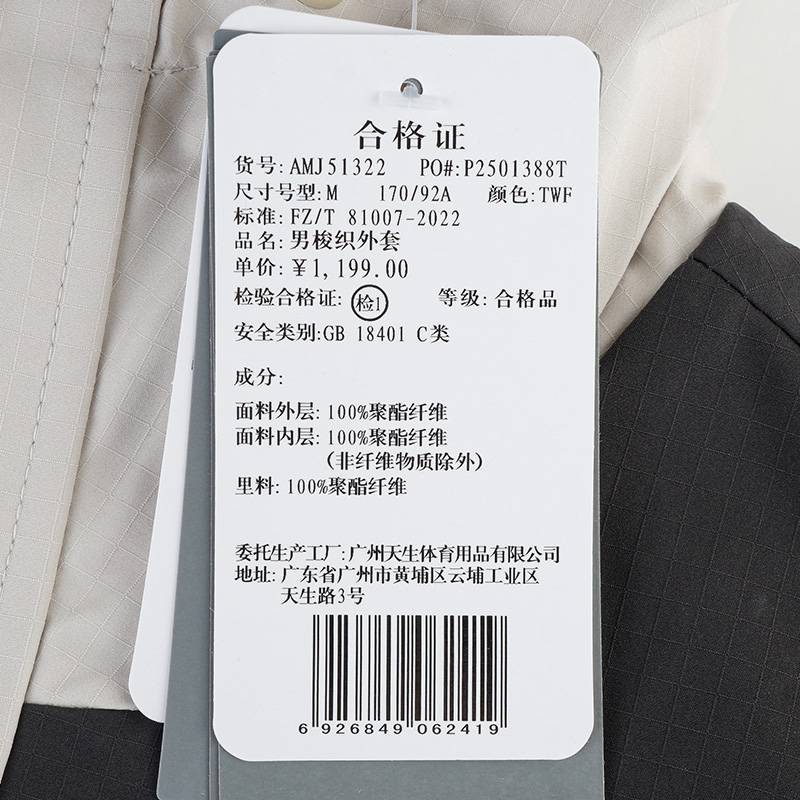 合格证
货号: AMJ51322 PO#:P2501388T
尺寸号型:M 170/92A 颜色:TWF
标准: FZ/T 81007-2022
品名: 男梭织外套
单价: ￥1,199.00
检验合格证: 检1 等级: 合格品
安全类别:GB 18401 C类
成分:
面料外层: 100%聚酯纤维
面料内层: 100%聚酯纤维
(非纤维物质除外)
里料: 100%聚酯纤维
委托生产工厂: 广州天生体育用品有限公司
地址: 广东省广州市黄埔区云埔工业区
天生路3号
6 926849 062419